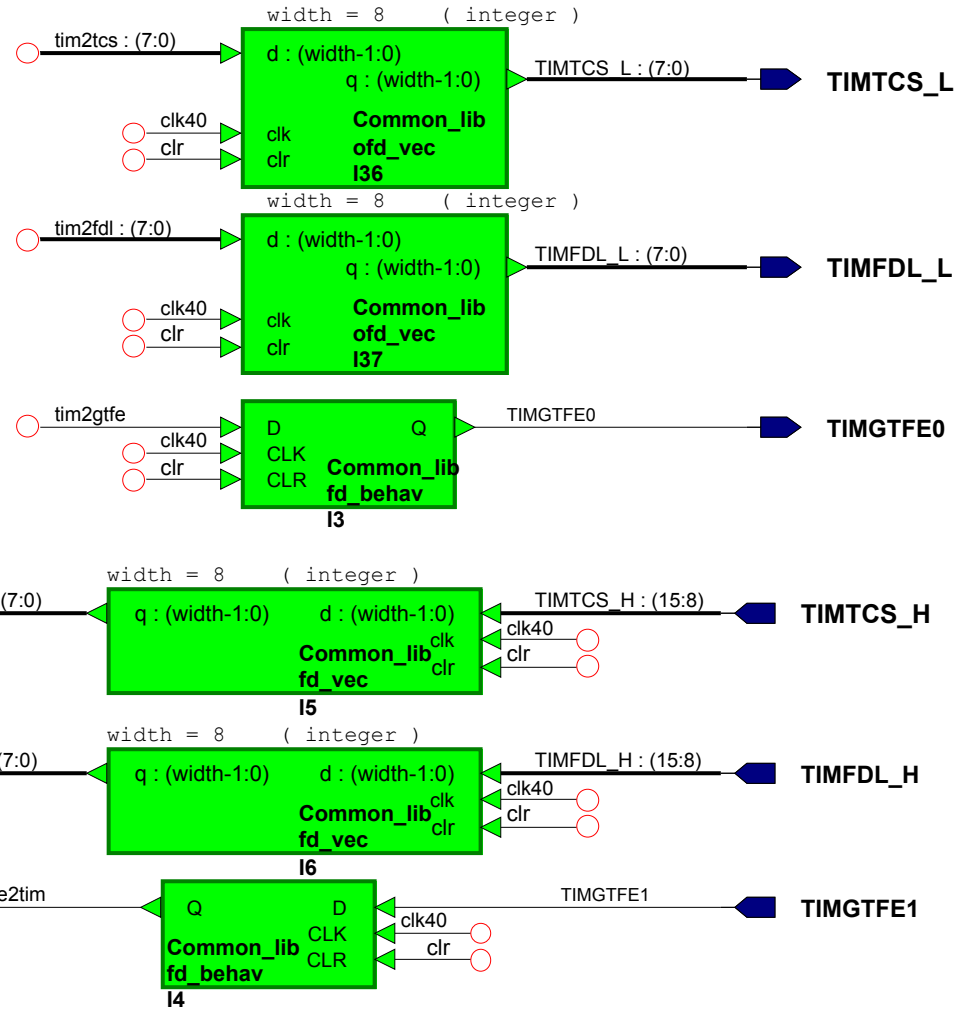 width = 8 ( integer )
tim2tcs : (7:0)
d : (width-1:0)
q : (width-1:0)
TIMTCS_L : (7:0)
TIMTCS_L
clk40
clk
clr
clr
Common_lib
ofd_vec
I36
width = 8 ( integer )
tim2fdl : (7:0)
d : (width-1:0)
q : (width-1:0)
TIMFDL_L : (7:0)
TIMFDL_L
clk40
clk
clr
clr
Common_lib
ofd_vec
I37
tim2gtfe
D Q
TIMGTFE0
TIMGTFE0
clk40
CLK
clr
CLR
Common_lib
fd_behav
I3
width = 8 ( integer )
(7:0)
q : (width-1:0) d : (width-1:0)
TIMTCS_H : (15:8)
TIMTCS_H
clk
clk40
clr
clr
Common_lib
fd_vec
I5
width = 8 ( integer )
(7:0)
q : (width-1:0) d : (width-1:0)
TIMFDL_H : (15:8)
TIMFDL_H
clk
clk40
clr
clr
Common_lib
fd_vec
I6
e2tim
Q D
TIMGTFE1
TIMGTFE1
CLK
clk40
CLR
clr
Common_lib
fd_behav
I4